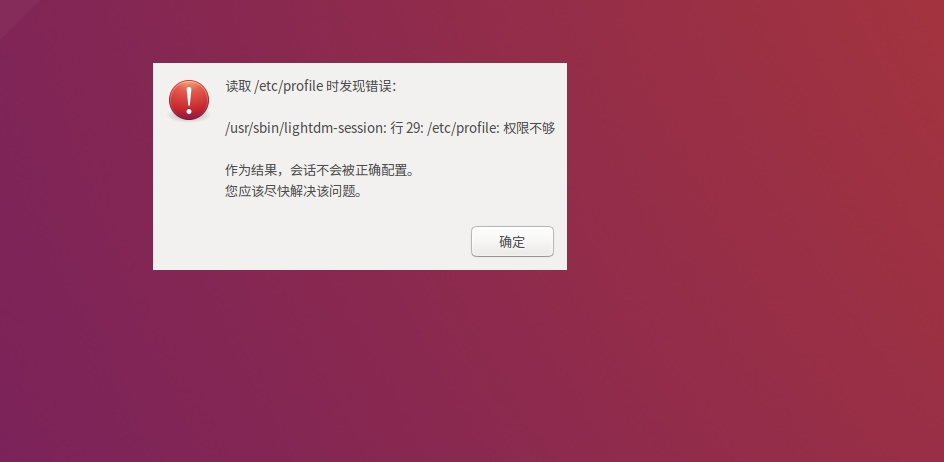 读取 /etc/profile 时发现错误：
/usr/sbin/lightdm-session: 行 29: /etc/profile: 权限不够
作为结果，会话不会被正确配置。
您应该尽快解决该问题。
确定